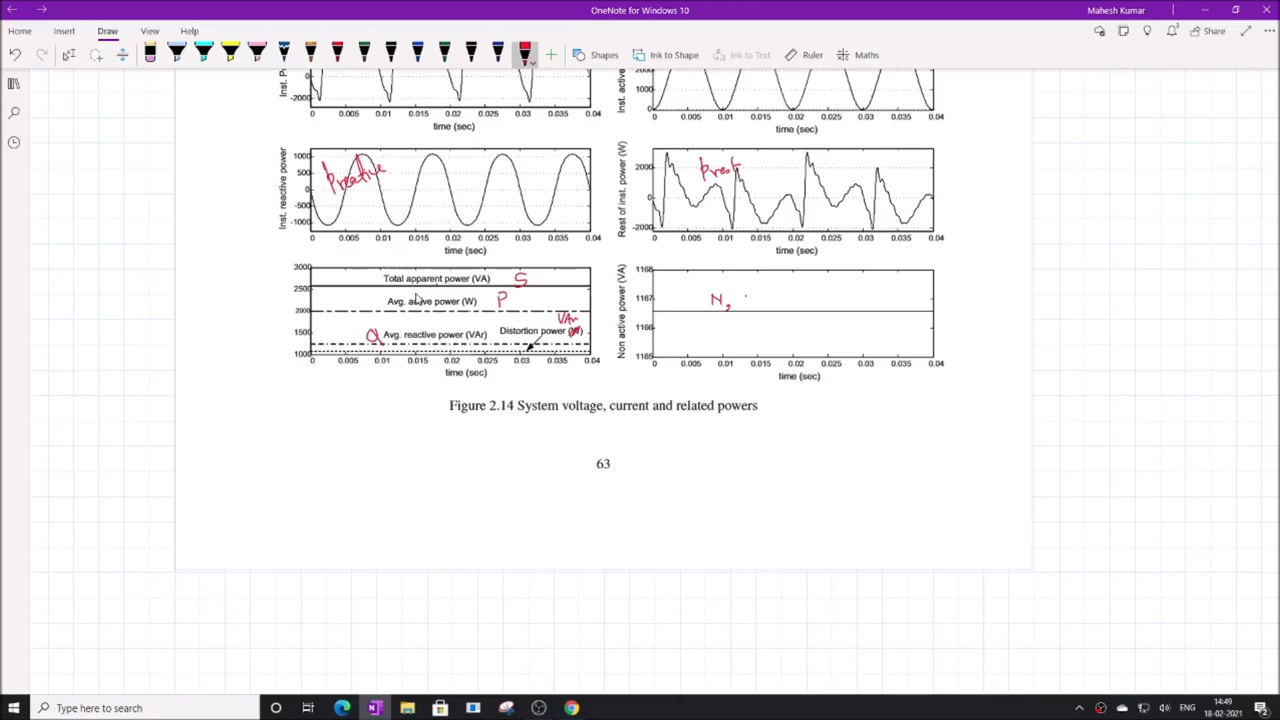 OneNote for Windows 10
Mahesh Kumar
Home Insert Draw View Help
3
Share
Shapes Ink to Shape Ink to Text Ruler Maths
0
-2000
0 0.005 0.01 0.015 0.02 0.025 0.03 0.035 0.04
time (sec)
Inst. P
2000
1000
0
0 0.005 0.01 0.015 0.02 0.025 0.03 0.035 0.04
time (sec)
Inst. active
Inst. reactive power
1000
500
0
-500
-1000
Preactive
0 0.005 0.01 0.015 0.02 0.025 0.03 0.035 0.04
time (sec)
Rest of inst. power (W)
2000
0
-2000
Prest
0 0.005 0.01 0.015 0.02 0.025 0.03 0.035 0.04
time (sec)
3000
2500
2000
1500
1000
Total apparent power (VA) S
Avg. active power (W) P
VAr
Q Avg. reactive power (VAr)
Distortion power
0 0.005 0.01 0.015 0.02 0.025 0.03 0.035 0.04
time (sec)
Non active power (VA)
1168
1167
1166
1165
N,
0 0.005 0.01 0.015 0.02 0.025 0.03 0.035 0.04
time (sec)
Figure 2.14 System voltage, current and related powers
63
Type here to search
ENG
14:49
18-02-2021
2